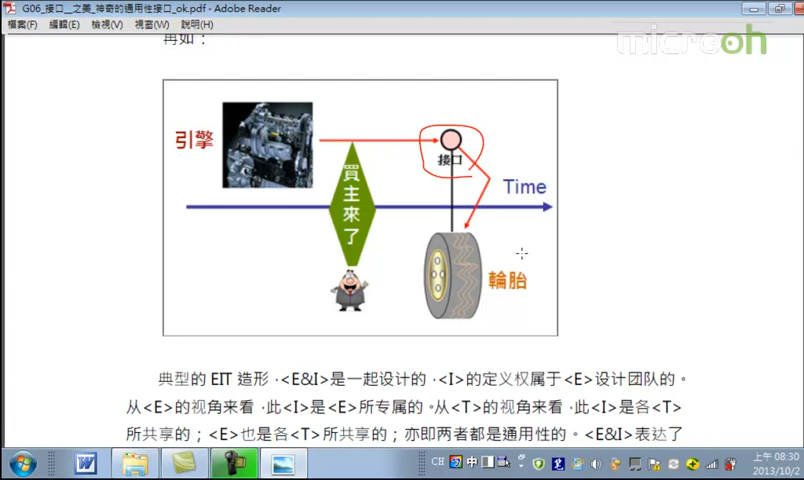 G06_接口__之美_神奇的通用性接口_ok.pdf - Adobe Reader
檔案(F) 編輯(E) 檢視(V) 視窗(W) 說明(H)
microoh
再如：
引擎
接口
買主來了
Time
輪胎
典型的 EIT 造形，<E&I>是一起设计的，<I>的定义权属于<E>设计团队的。
从<E>的视角来看，此<I>是<E>所专属的。从<T>的视角来看，此<I>是各<T>
所共享的；<E>也是各<T>所共享的；亦即两者都是通用性的。<E&I>表达了
CH
中
上午 08:30
2013/10/2